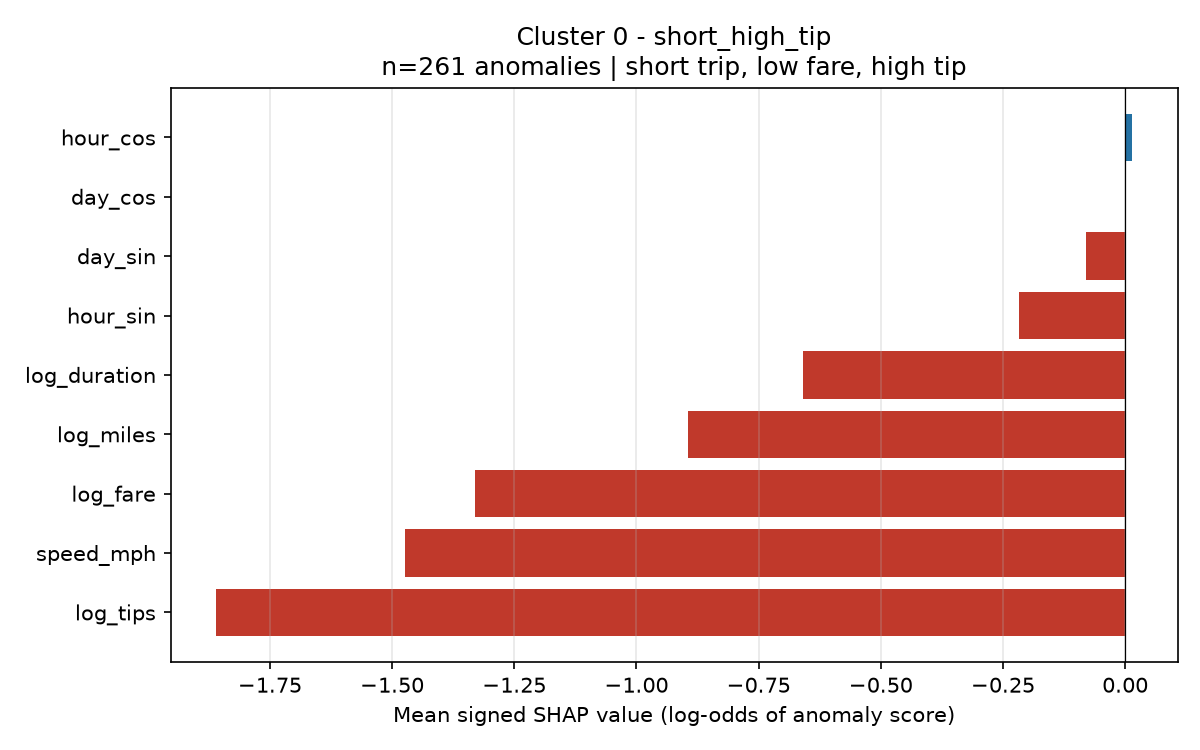 Cluster 0 - short_high_tip
n=261 anomalies | short trip, low fare, high tip
hour_cos
day_cos
day_sin
hour_sin
log_duration
log_miles
log_fare
speed_mph
log_tips
−1.75 −1.50 −1.25 −1.00 −0.75 −0.50 −0.25 0.00
Mean signed SHAP value (log-odds of anomaly score)